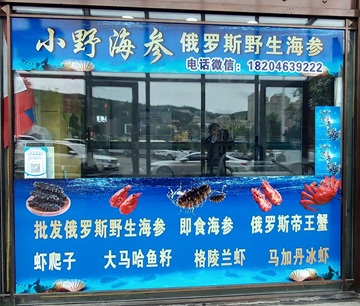 小野海参 俄罗斯野生海参
电话微信：18204639222
批发俄罗斯野生海参 即食海参 俄罗斯帝王蟹
虾爬子 大马哈鱼籽 格陵兰虾 马加丹冰虾